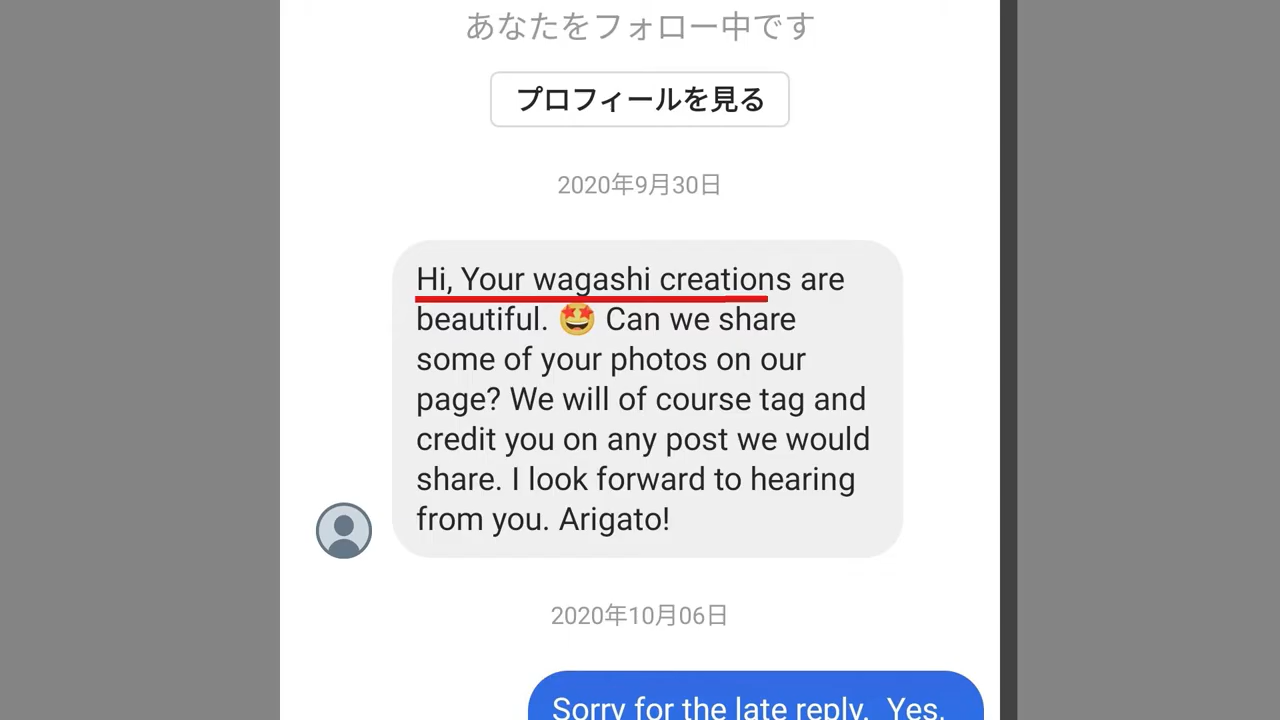 あなたをフォロー中です
プロフィールを見る
2020年9月30日
Hi, Your wagashi creations are
beautiful. 🤩 Can we share
some of your photos on our
page? We will of course tag and
credit you on any post we would
share. I look forward to hearing
from you. Arigato!
2020年10月06日
Sorry for the late reply. Yes,